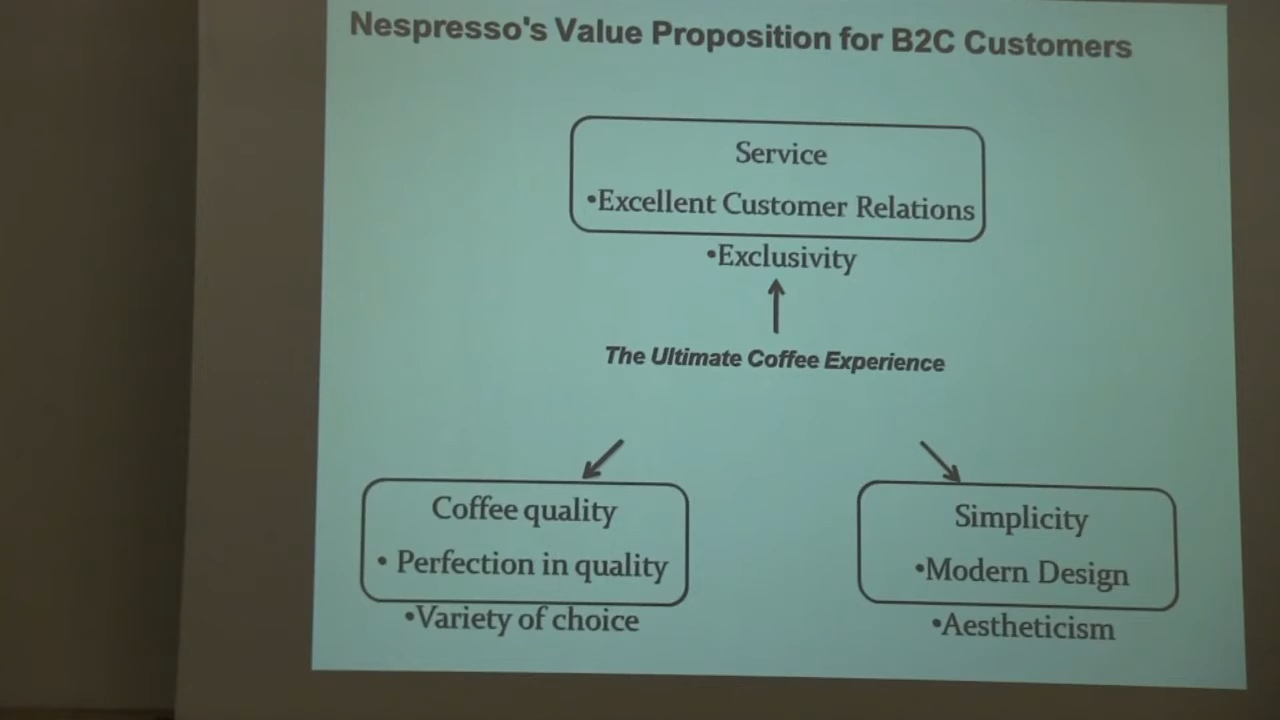 Nespresso's Value Proposition for B2C Customers
Service
•Excellent Customer Relations
•Exclusivity
The Ultimate Coffee Experience
Coffee quality
• Perfection in quality
•Variety of choice
Simplicity
•Modern Design
•Aestheticism